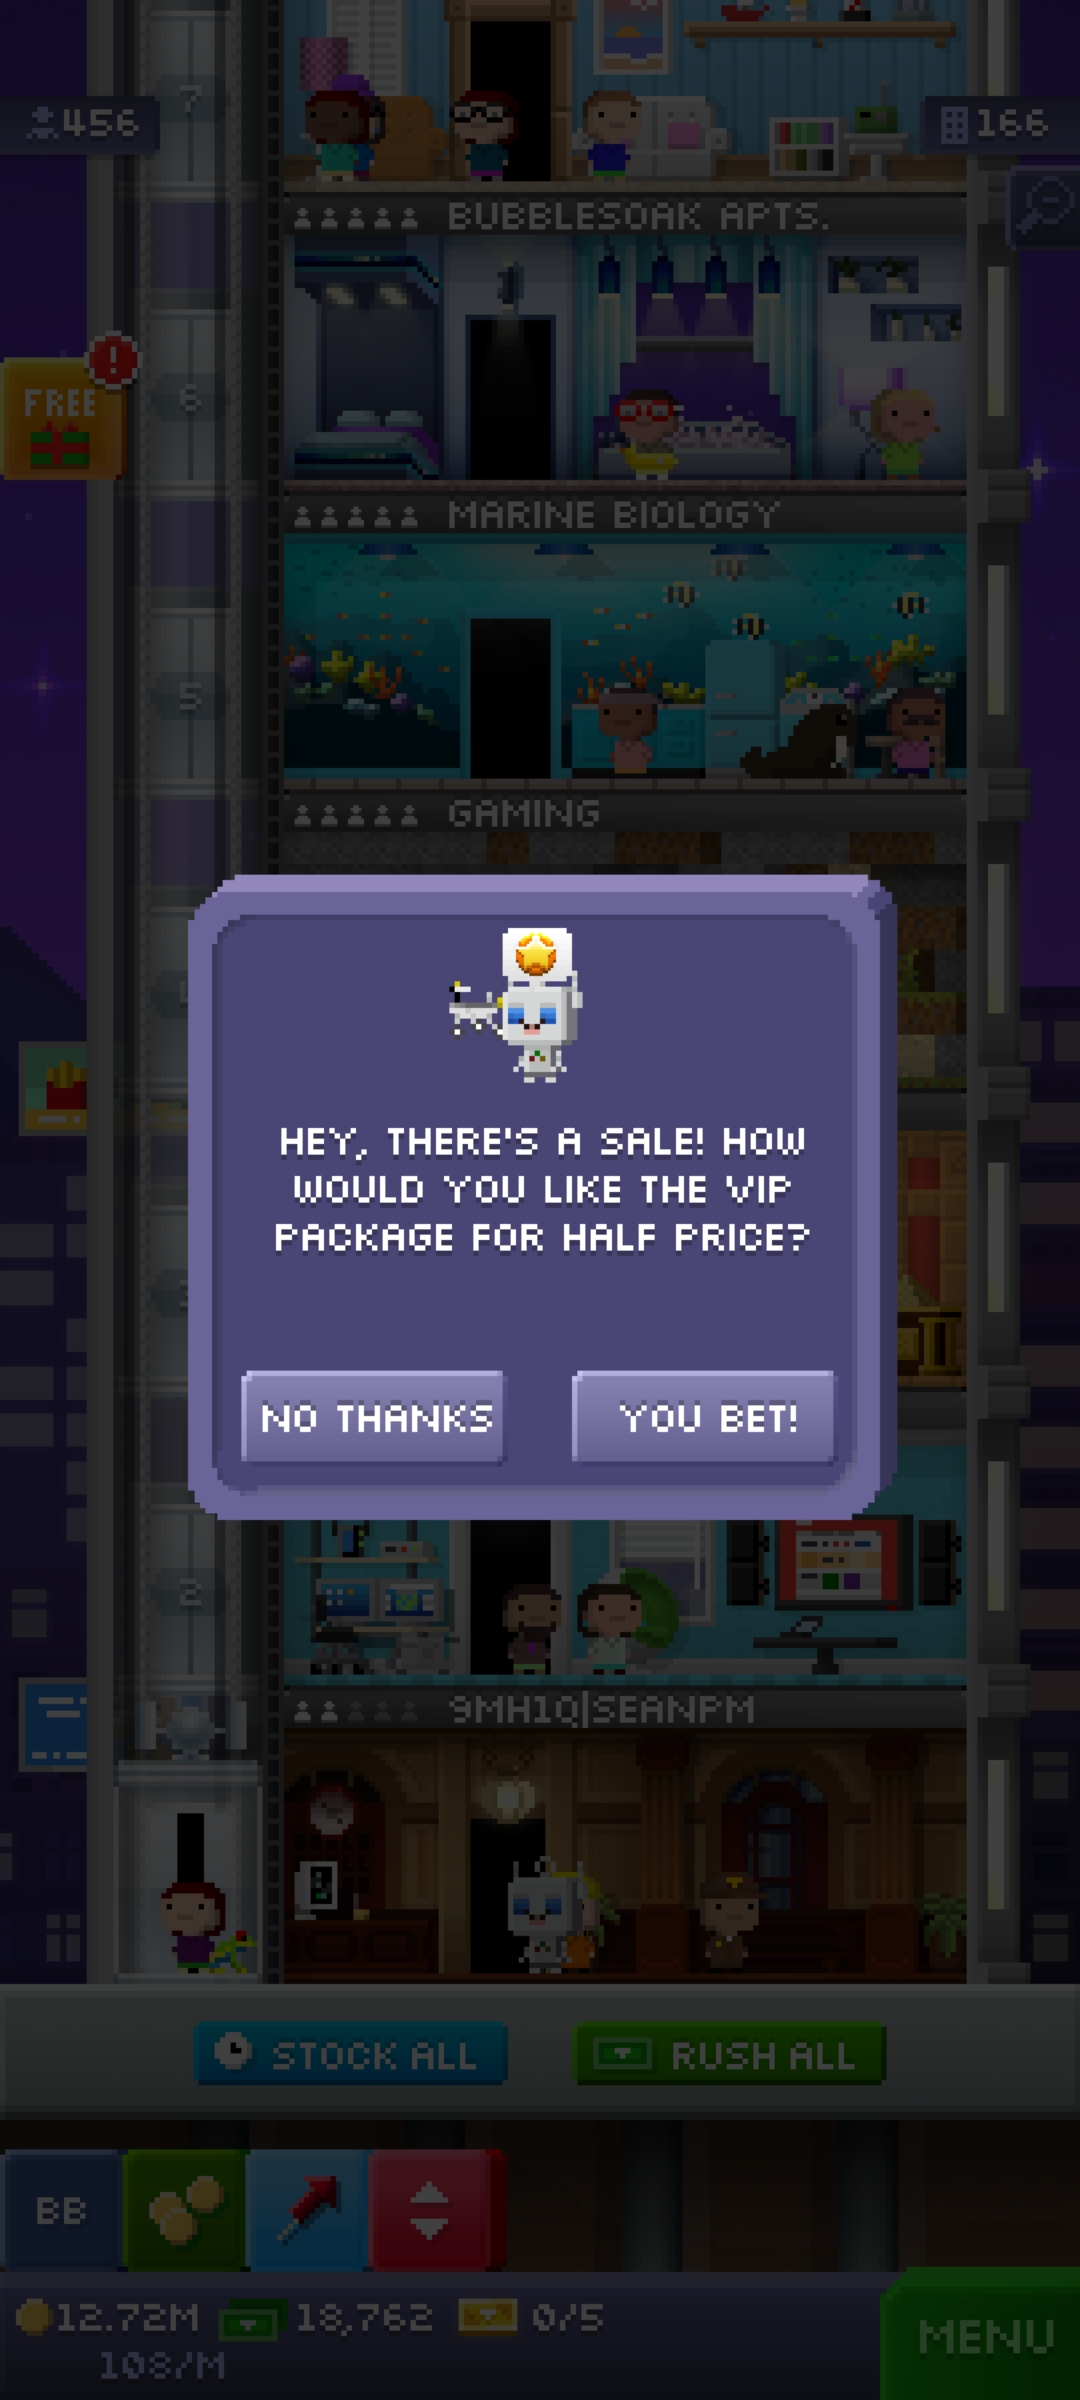 7
456
166
BUBBLESOAK APTS.
FREE
!
6
MARINE BIOLOGY
5
GAMING
HEY, THERE'S A SALE! HOW
WOULD YOU LIKE THE VIP
PACKAGE FOR HALF PRICE?
NO THANKS
YOU BET!
2
9MH1Q|SEANPM
STOCK ALL
RUSH ALL
BB
12.72M
18,762
0/5
MENU
108/M